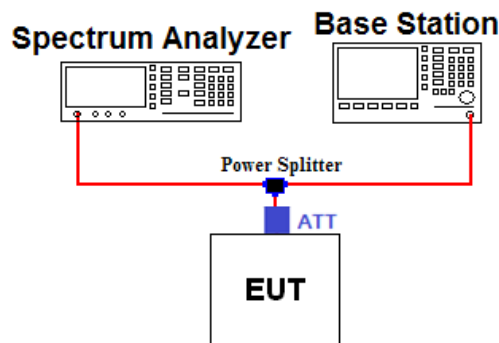 Spectrum Analyzer
Base Station
Power Splitter
ATT
EUT